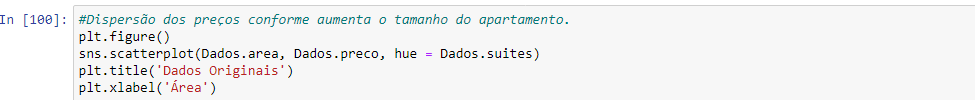 In [100]: #Dispersão dos preços conforme aumenta o tamanho do apartamento.
plt.figure()
sns.scatterplot(Dados.area, Dados.preco, hue = Dados.suites)
plt.title('Dados Originais')
plt.xlabel('Área')